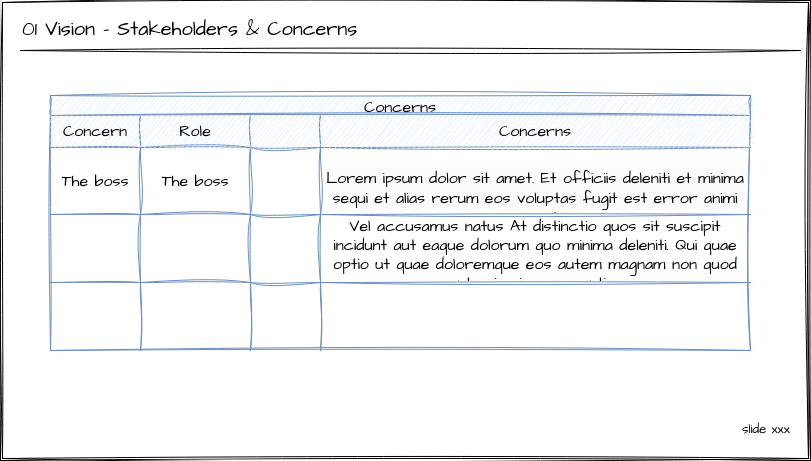 01 Vision - Stakeholders & Concerns
Concerns
Concern
Role
Concerns
The boss
The boss
Lorem ipsum dolor sit amet. Et officiis deleniti et minima
sequi et alias rerum eos voluptas fugit est error animi
Vel accusamus natus At distinctio quos sit suscipit
incidunt aut eaque dolorum quo minima deleniti. Qui quae
optio ut quae doloremque eos autem magnam non quod
slide xxx